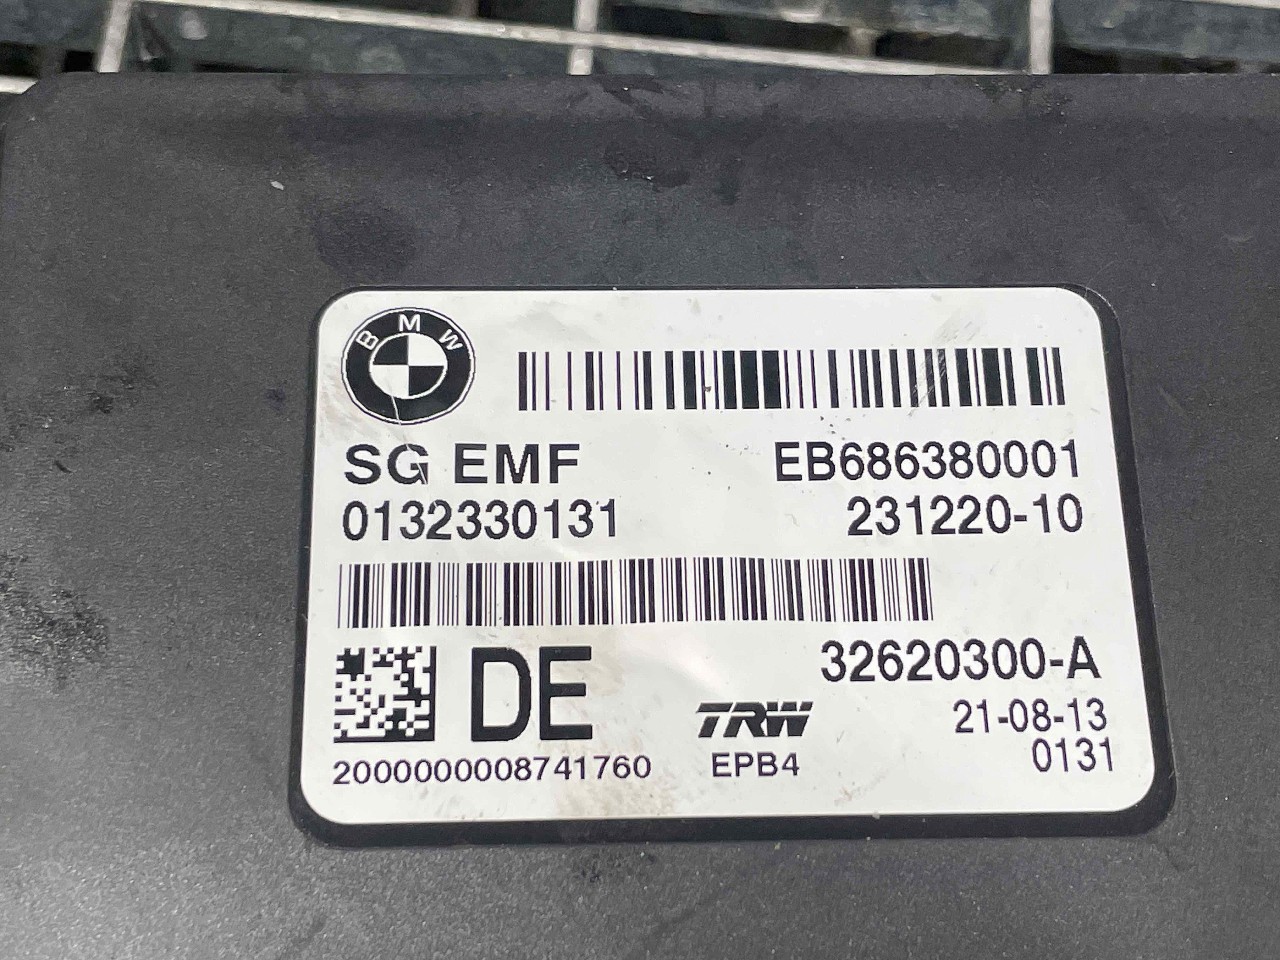 BMW
SG EMF
EB686380001
0132330131
231220-10
32620300-A
DE
TRW
21-08-13
2000000008741760
EPB4
0131